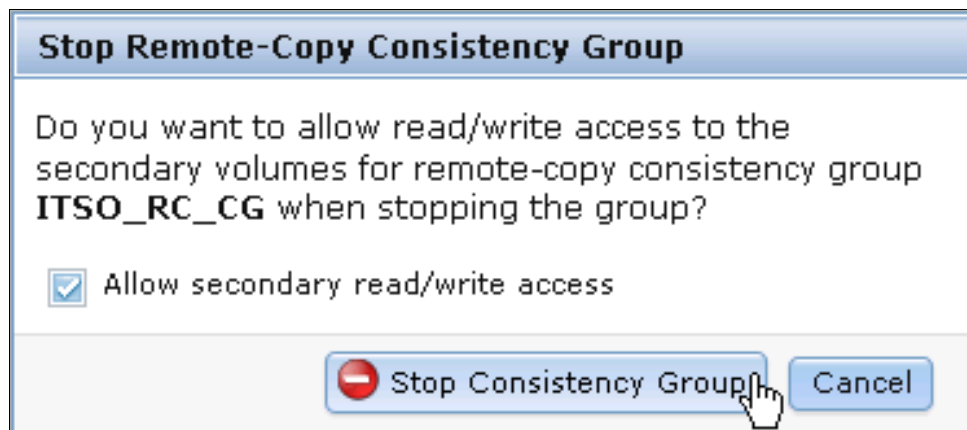 Stop Remote-Copy Consistency Group
Do you want to allow read/write access to the
secondary volumes for remote-copy consistency group
ITSO_RC_CG when stopping the group?
Allow secondary read/write access
Stop Consistency Group
Cancel